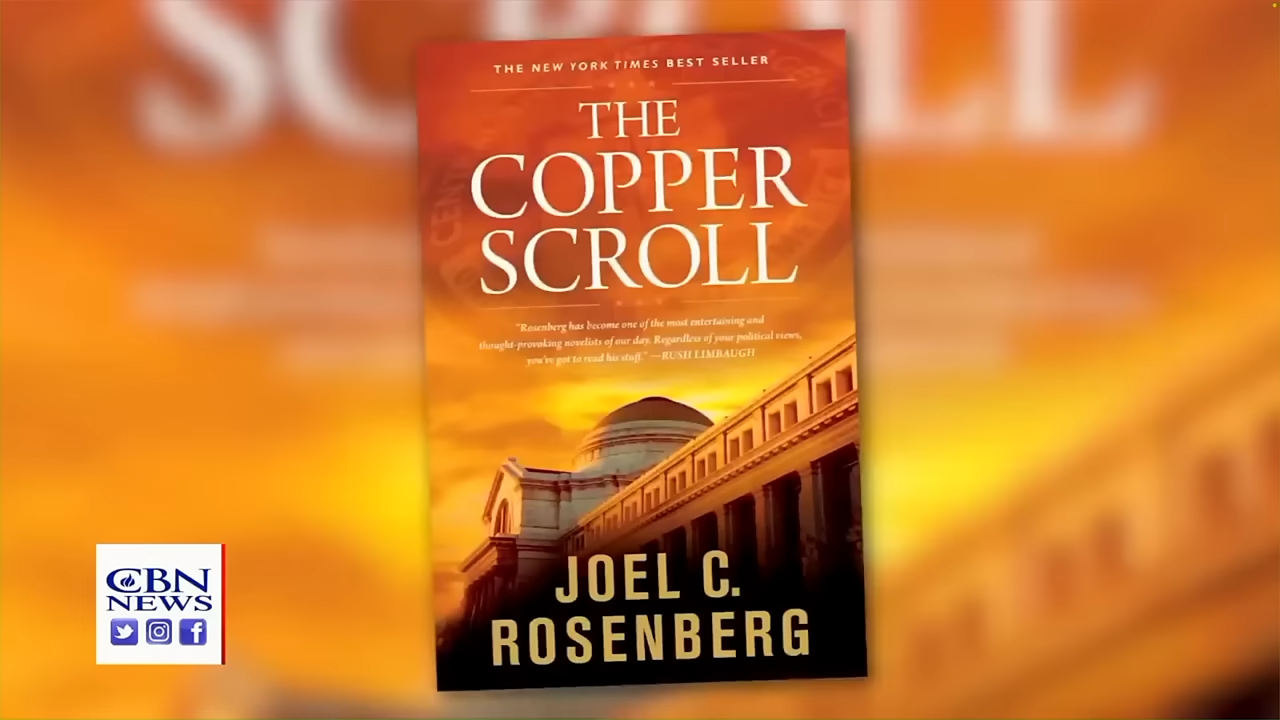 THE NEW YORK TIMES BEST SELLER
THE
COPPER
SCROLL
"Rosenberg has become one of the most entertaining and
thought-provoking novelists of our day. Regardless of your political views,
you've got to read his stuff." —RUSH LIMBAUGH
JOEL C.
ROSENBERG
CBN
NEWS